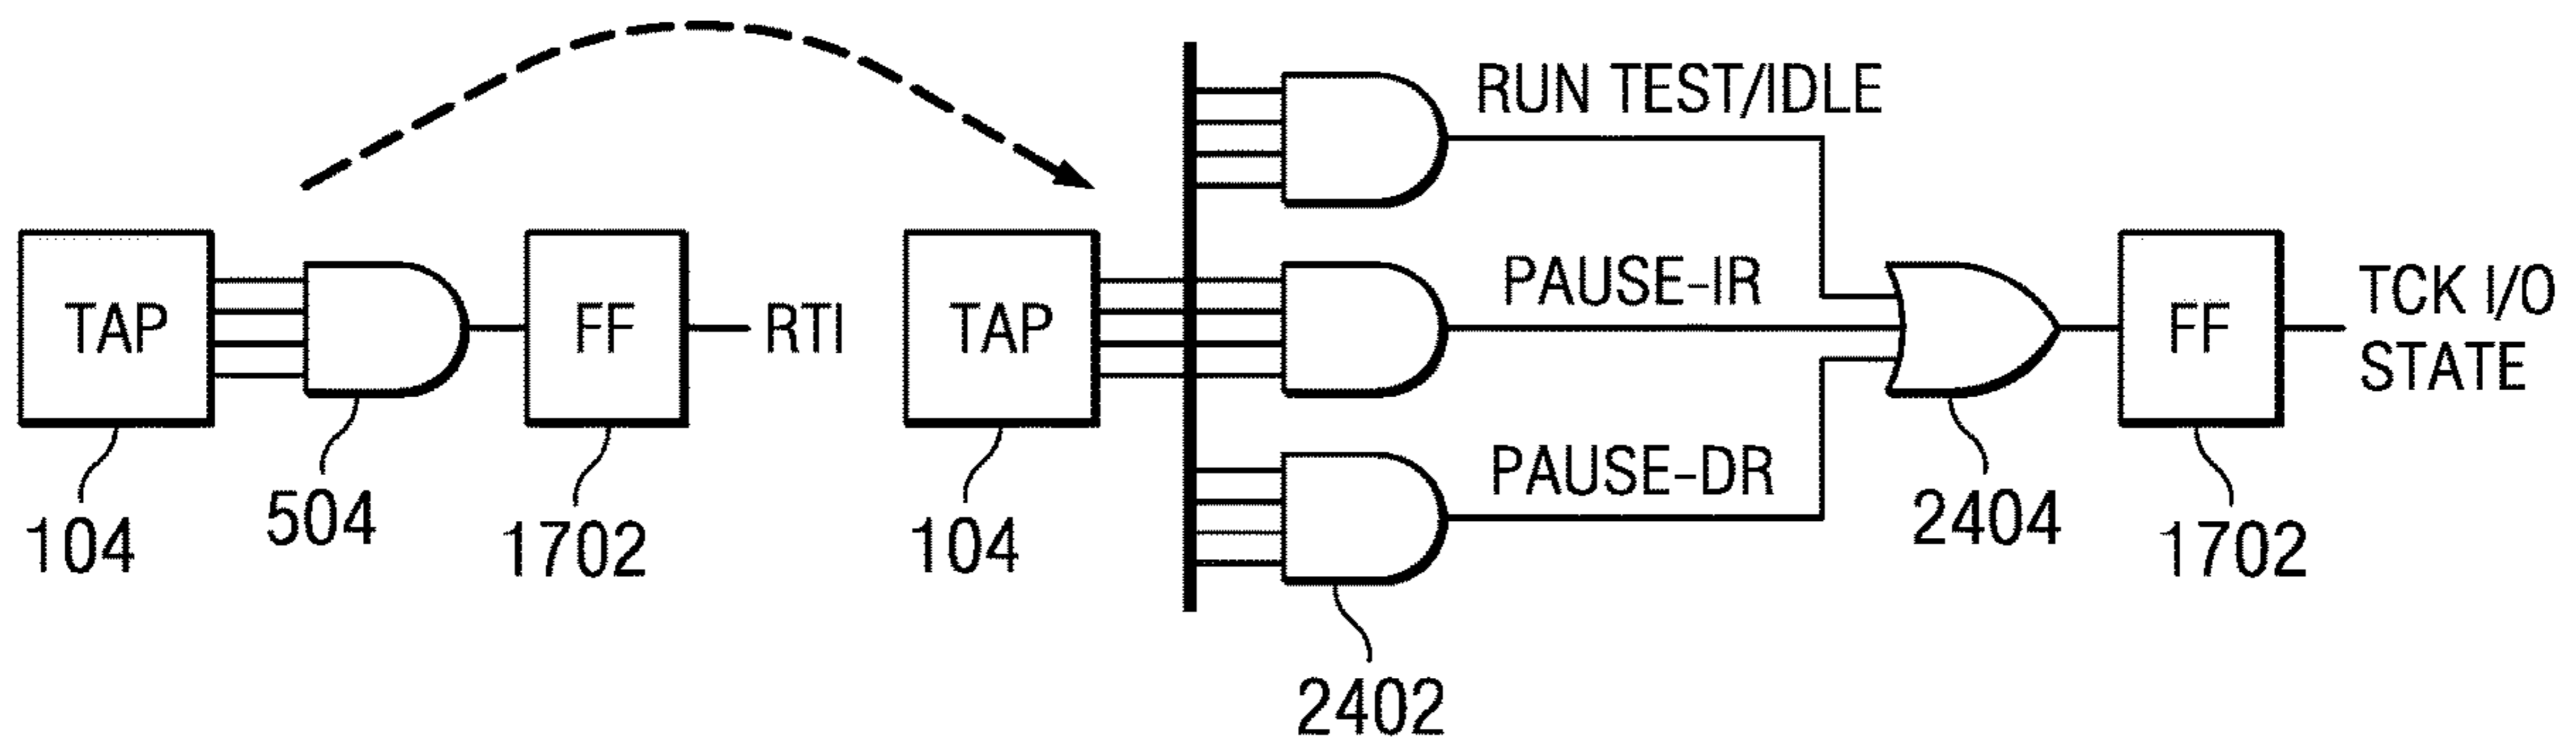 RUN TEST/IDLE
TAP
FF
RTI
TAP
PAUSE-IR
FF
TCK I/O
STATE
PAUSE-DR
104
504
1702
104
2404
1702
2402